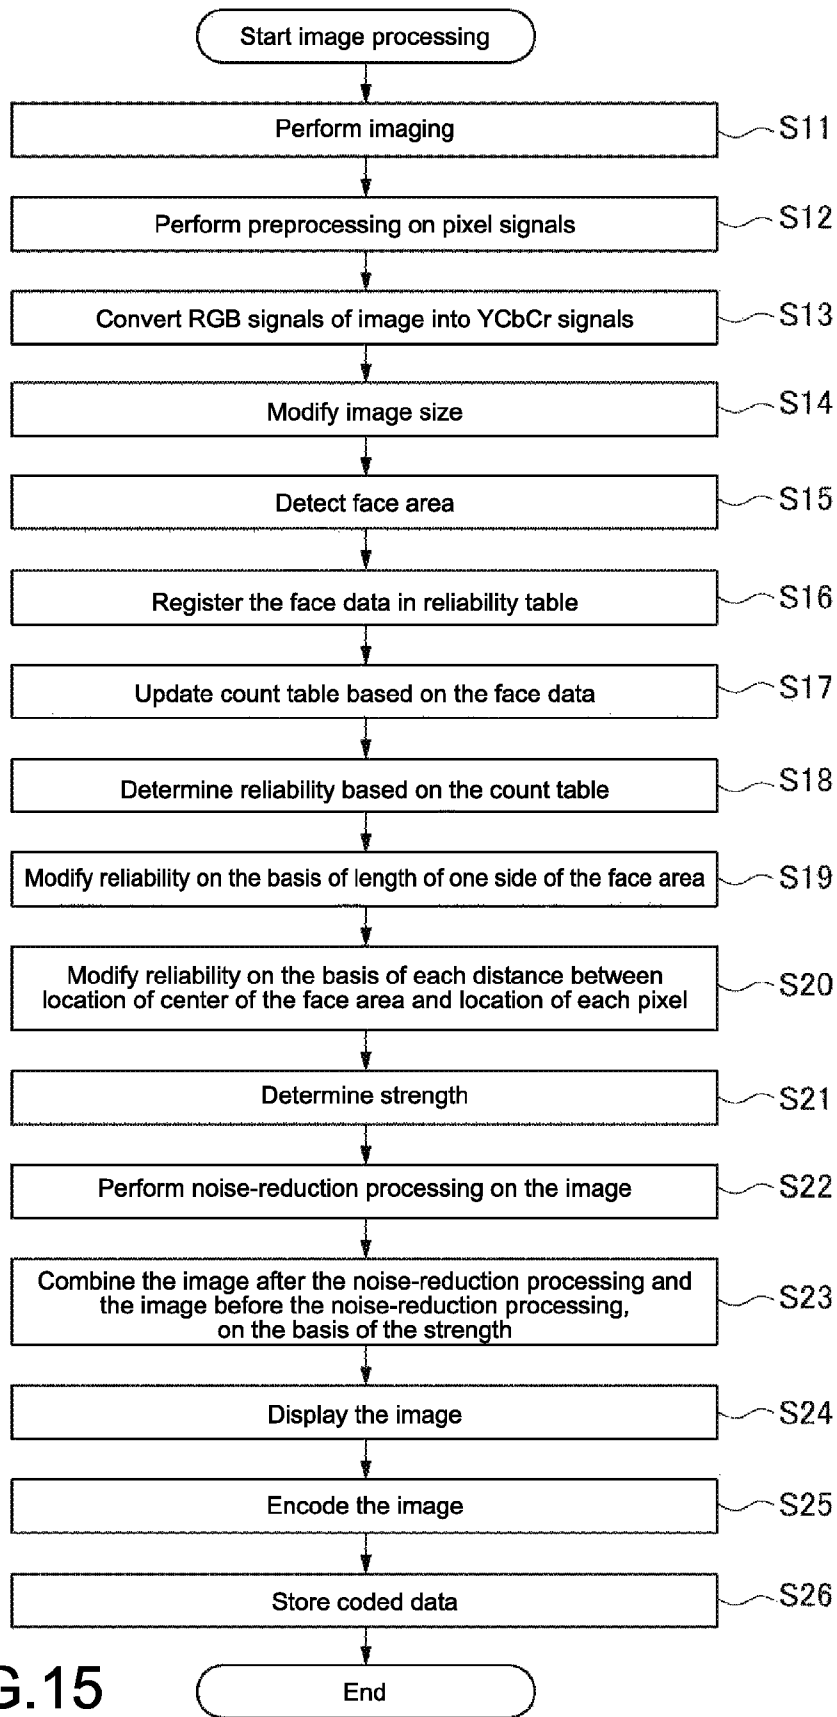 Start image processing
Perform imaging
S11
Perform preprocessing on pixel signals
S12
Convert RGB signals of image into YCbCr signals
S13
Modify image size
S14
Detect face area
S15
Register the face data in reliability table
S16
Update count table based on the face data
S17
Determine reliability based on the count table
S18
Modify reliability on the basis of length of one side of the face area
S19
Modify reliability on the basis of each distance between
location of center of the face area and location of each pixel
S20
Determine strength
S21
Perform noise-reduction processing on the image
S22
Combine the image after the noise-reduction processing and
the image before the noise-reduction processing,
on the basis of the strength
S23
Display the image
S24
Encode the image
S25
Store coded data
S26
G.15
End